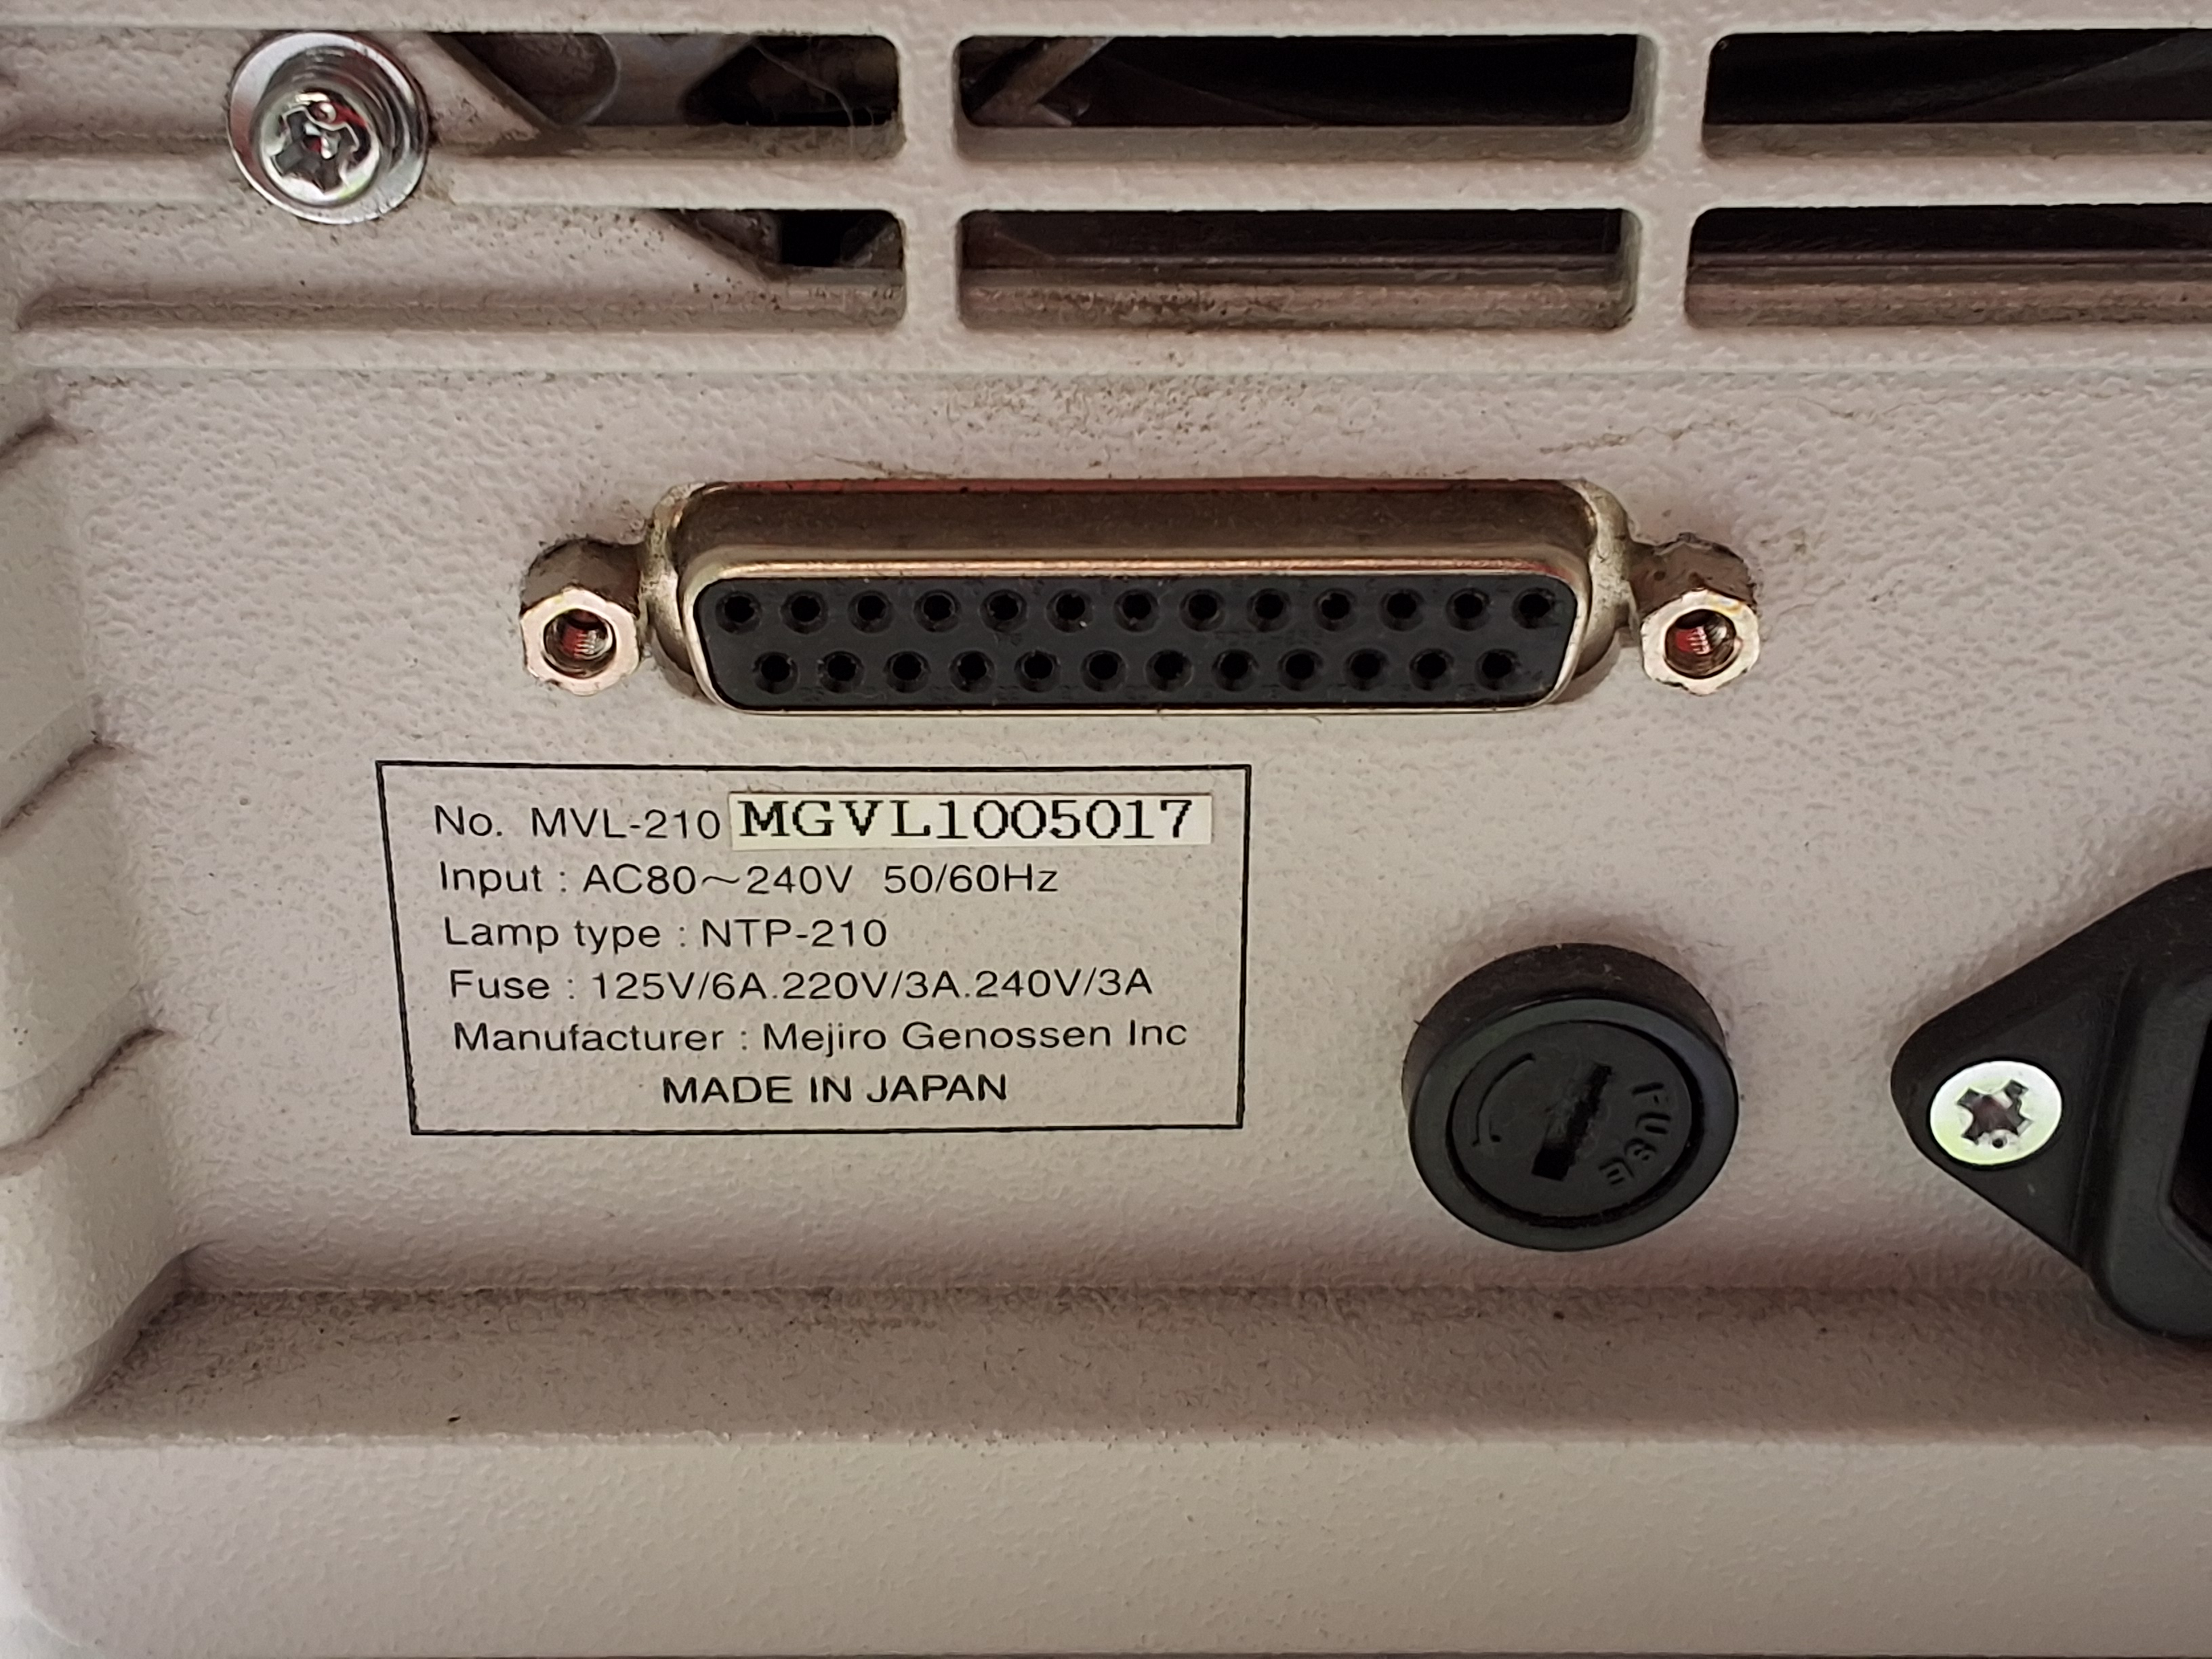 No. MVL-210 MGVL1005017
Input : AC80～240V 50/60Hz
Lamp type : NTP-210
Fuse : 125V/6A.220V/3A.240V/3A
Manufacturer : Mejiro Genossen Inc
MADE IN JAPAN
FUSE